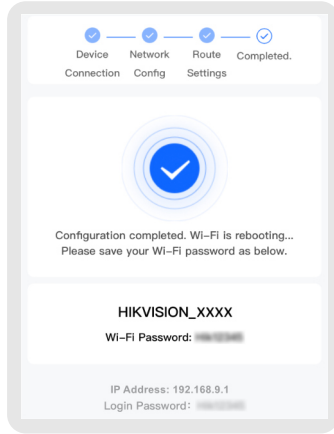 Device Network Route Completed.
Connection Config Settings
Configuration completed. Wi-Fi is rebooting...
Please save your Wi-Fi password as below.
HIKVISION_XXXX
Wi-Fi Password:
IP Address: 192.168.9.1
Login Password: